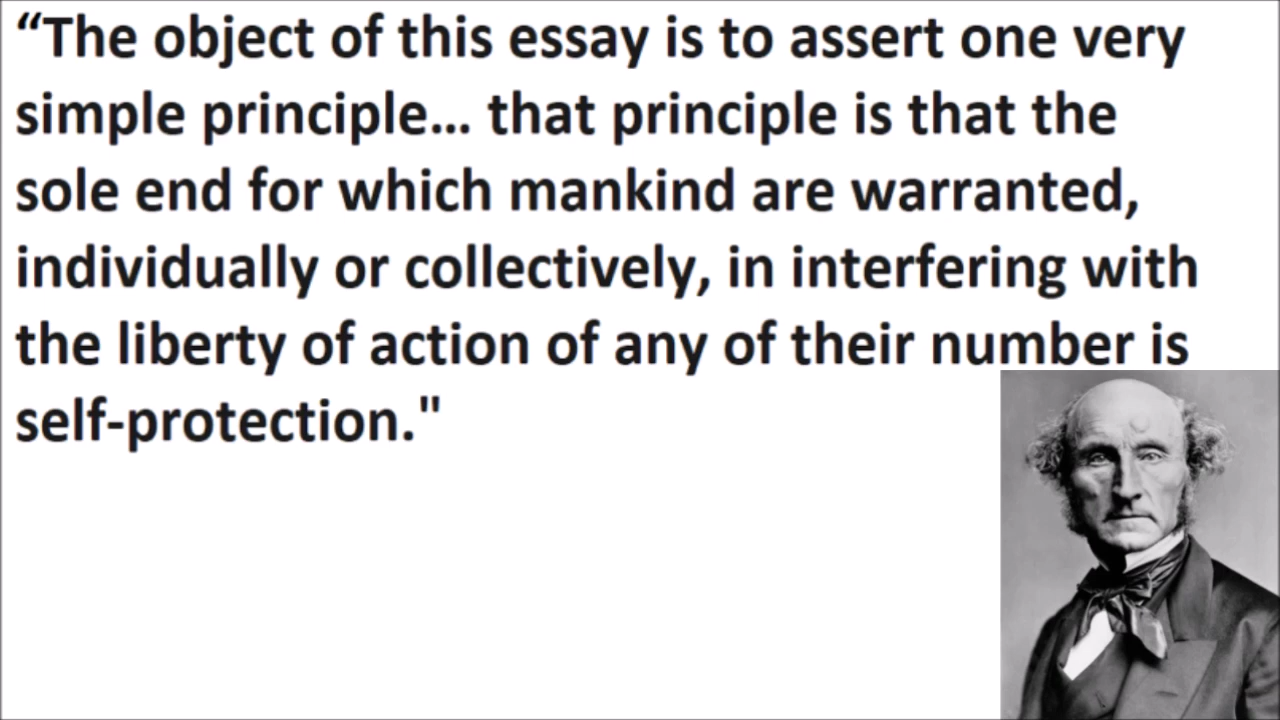 “The object of this essay is to assert one very
simple principle... that principle is that the
sole end for which mankind are warranted,
individually or collectively, in interfering with
the liberty of action of any of their number is
self-protection."